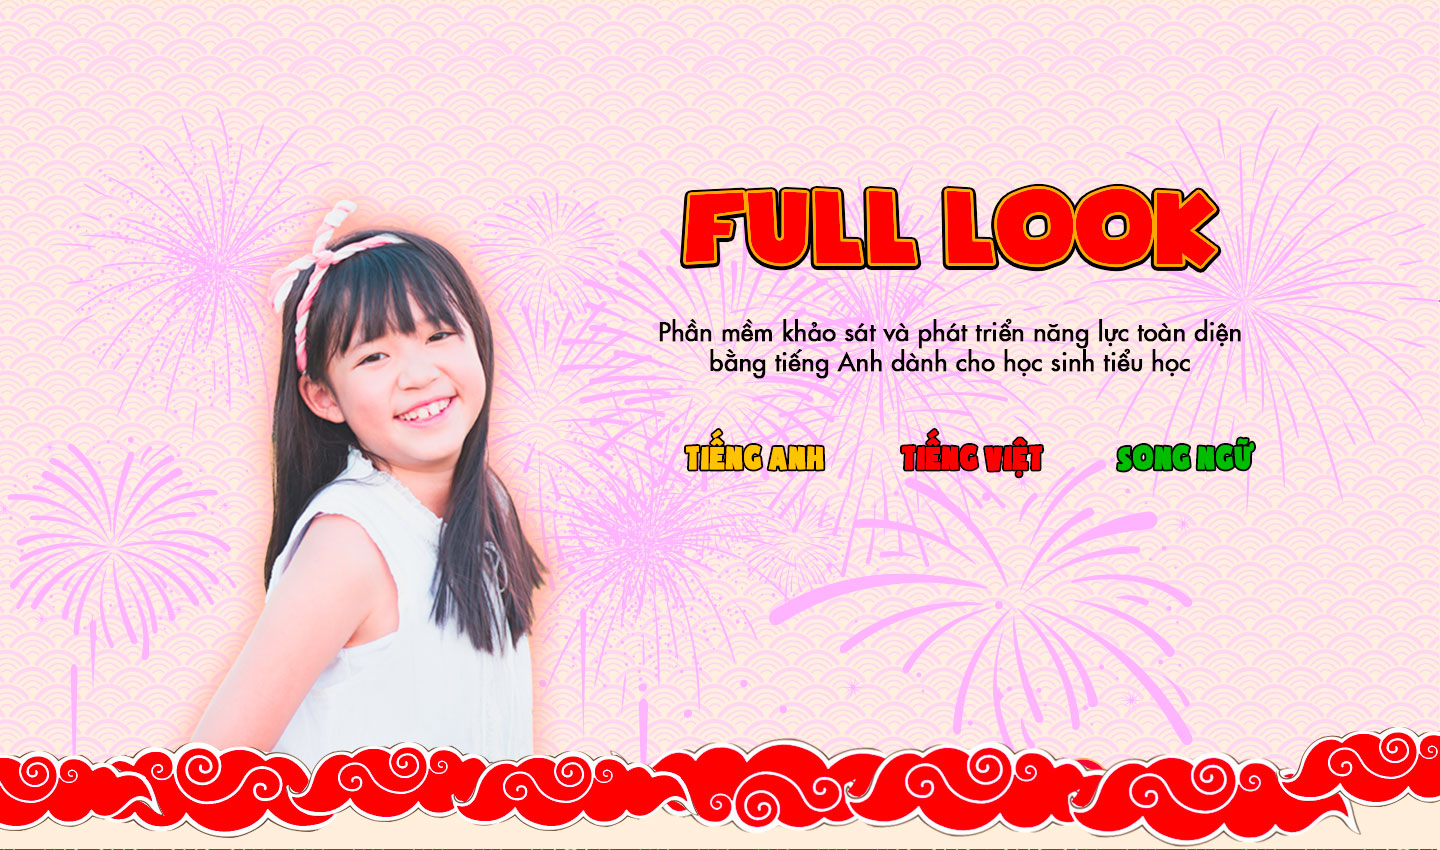 FULL LOOK
Phần mềm khảo sát và phát triển năng lực toàn diện
bằng tiếng Anh dành cho học sinh tiểu học
TIẾNG ANH
TIẾNG VIỆT
SONG NGỮ